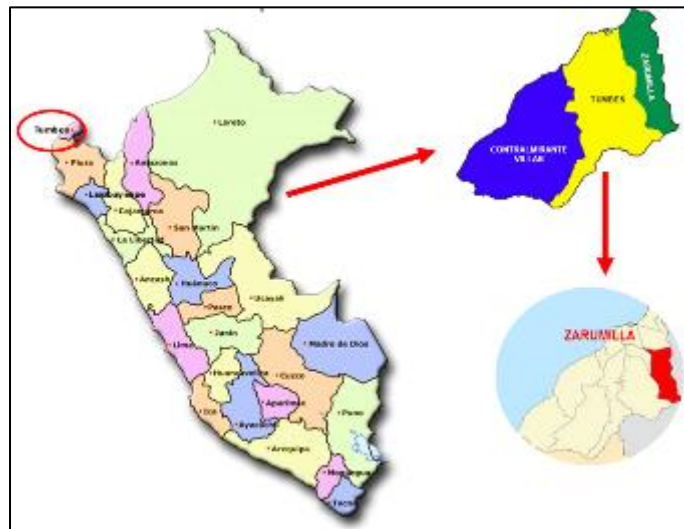 Tumbes
Loreto
Piura
Amazonas
Lambayeque
Cajamarca
San Martín
La Libertad
Ancash
Huánuco
Ucayali
Pasco
Lima
Junín
Madre de Dios
Huancavelica
Cuzco
Ica
Apurímac
Ayacucho
Puno
Arequipa
Moquegua
Tacna
ZARUMILLA
TUMBES
CONTRALMIRANTE
VILLAR
ZARUMILLA